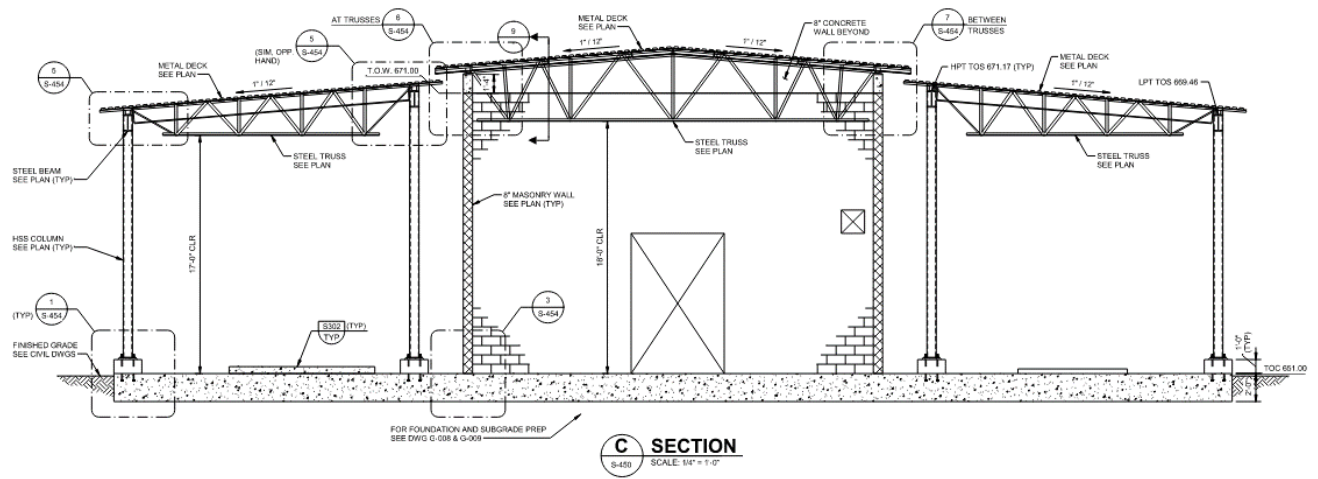 AT TRUSSES
6
S-454
METAL DECK
SEE PLAN
8" CONCRETE
WALL BEYOND
7
S-454
BETWEEN
TRUSSES
9
1" / 12"
1" / 12"
5
S-454
(SIM, OPP.
HAND)
T.O.W. 671.00
1'-4"
HPT TOS 671.17 (TYP)
METAL DECK
SEE PLAN
LPT TOS 669.46
5
S-454
METAL DECK
SEE PLAN
1" / 12"
1" / 12"
STEEL TRUSS
SEE PLAN
STEEL TRUSS
SEE PLAN
STEEL TRUSS
SEE PLAN
STEEL BEAM
SEE PLAN (TYP)
8" MASONRY WALL
SEE PLAN (TYP)
HSS COLUMN
SEE PLAN (TYP)
17'-0" CLR
18'-0" CLR
(TYP)
1
S-454
3
S-454
S302 (TYP)
TYP
FINISHED GRADE
SEE CIVIL DWGS
1'-0"
(TYP)
TOC 651.00
2'-0"
FOR FOUNDATION AND SUBGRADE PREP
SEE DWG G-008 & G-009
C SECTION
S-450 SCALE: 1/4" = 1'-0"